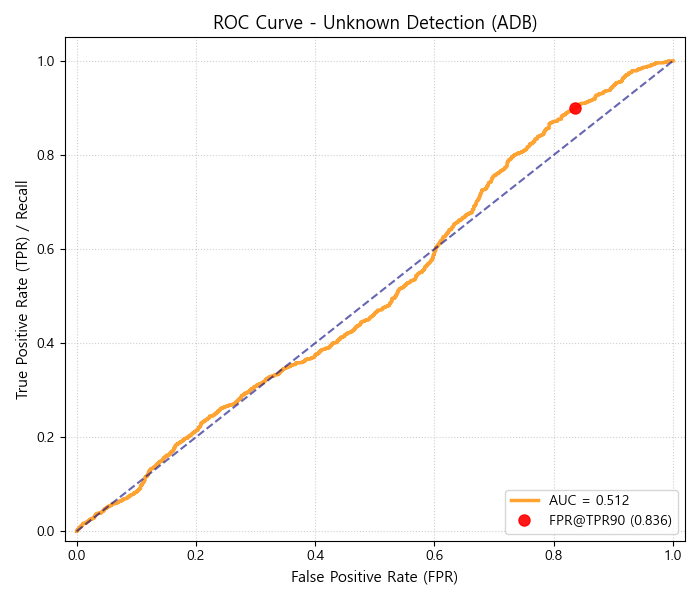 ROC Curve - Unknown Detection (ADB)
True Positive Rate (TPR) / Recall
1.0
0.8
0.6
0.4
0.2
0.0
AUC = 0.512
FPR@TPR90 (0.836)
0.0 0.2 0.4 0.6 0.8 1.0
False Positive Rate (FPR)